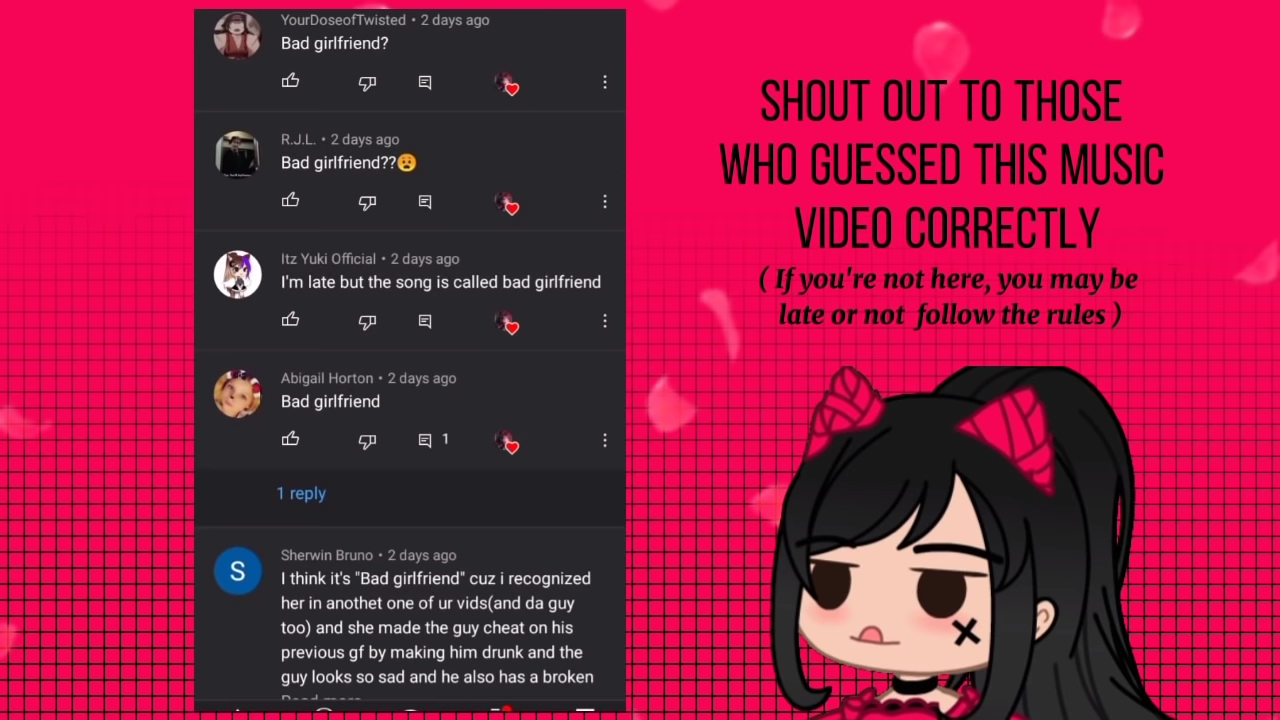 YourDoseofTwisted • 2 days ago
Bad girlfriend?
R.J.L. • 2 days ago
Bad girlfriend??😧
Itz Yuki Official • 2 days ago
I'm late but the song is called bad girlfriend
Abigail Horton • 2 days ago
Bad girlfriend
1
1 reply
S
Sherwin Bruno • 2 days ago
I think it's "Bad girlfriend" cuz i recognized
her in anothet one of ur vids(and da guy
too) and she made the guy cheat on his
previous gf by making him drunk and the
guy looks so sad and he also has a broken
Read more
SHOUT OUT TO THOSE
WHO GUESSED THIS MUSIC
VIDEO CORRECTLY
( If you're not here, you may be
late or not follow the rules )